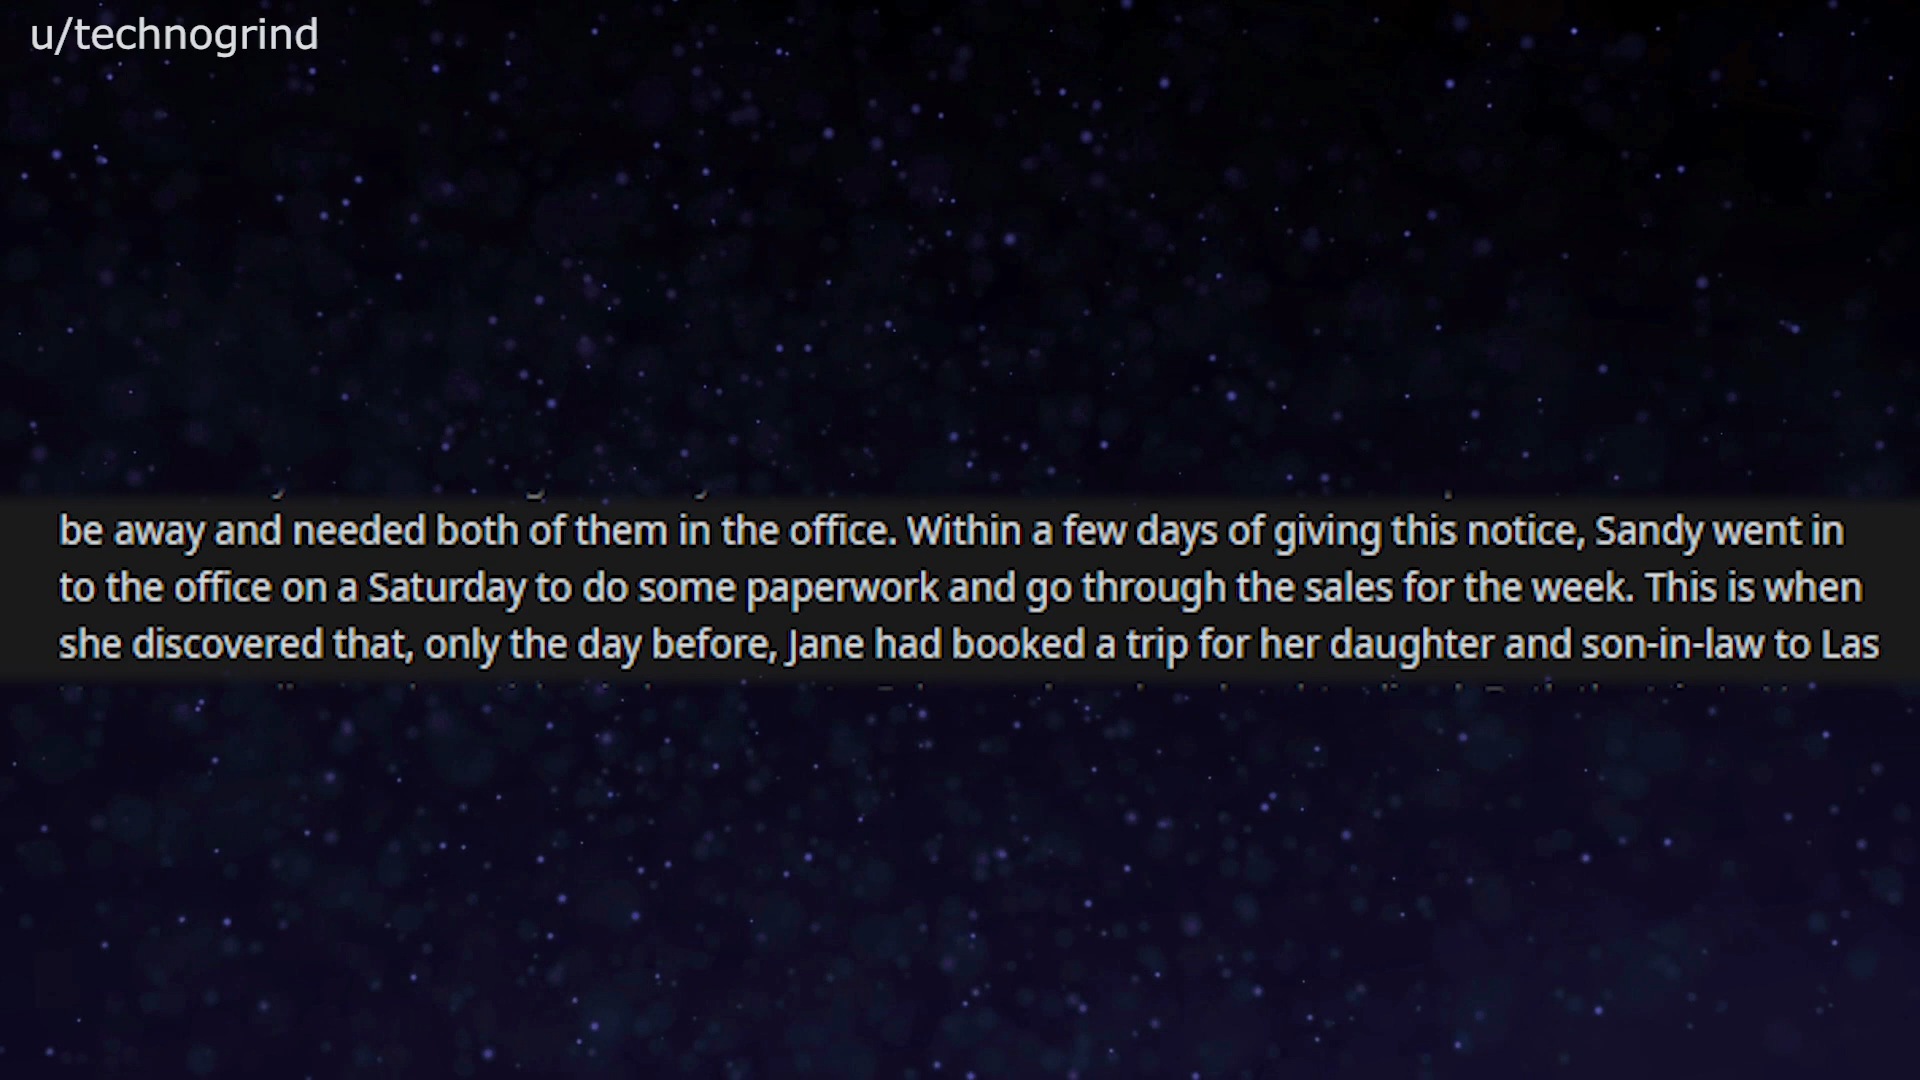 u/technogrind
be away and needed both of them in the office. Within a few days of giving this notice, Sandy went in
to the office on a Saturday to do some paperwork and go through the sales for the week. This is when
she discovered that, only the day before, Jane had booked a trip for her daughter and son-in-law to Las